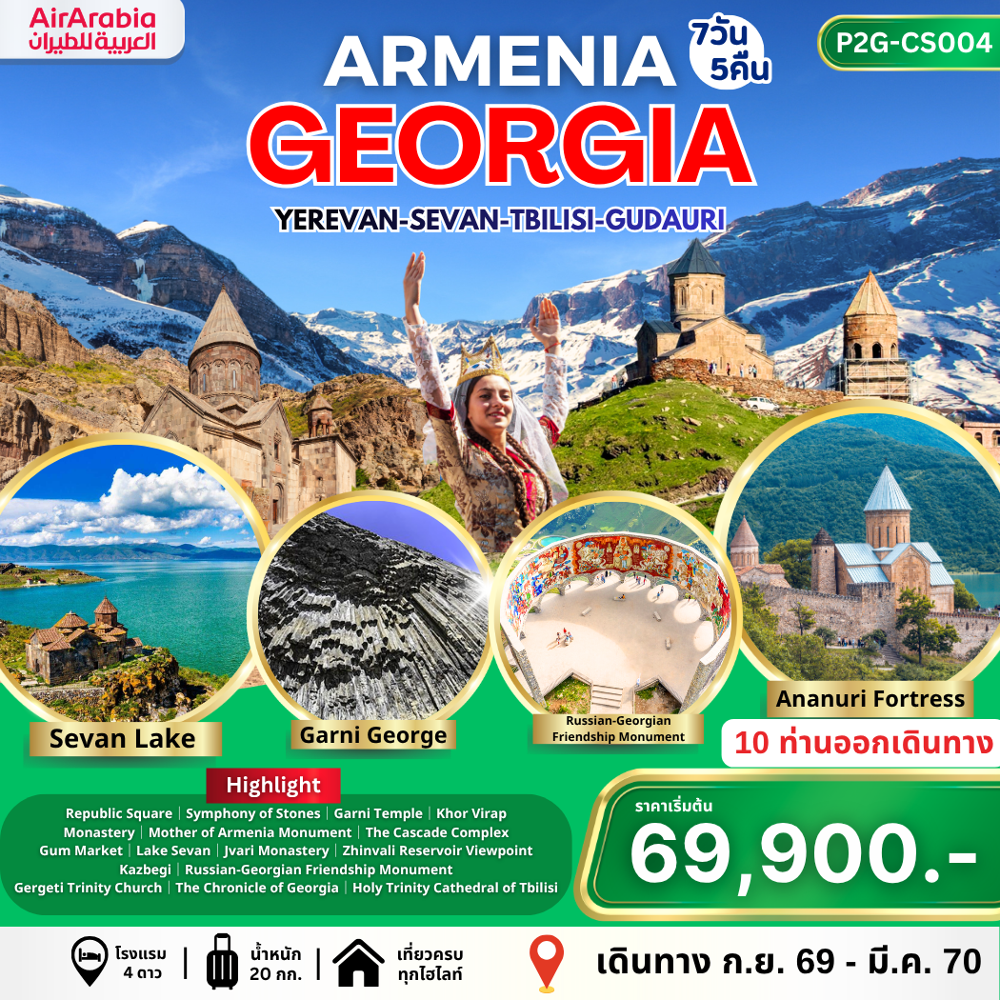 AirArabia
العربية للطيران
ARMENIA
7วัน
5คืน
P2G-CS004
GEORGIA
YEREVAN-SEVAN-TBILISI-GUDAURI
Sevan Lake
Garni George
Russian-Georgian
Friendship Monument
Ananuri Fortress
10 ท่านออกเดินทาง
Highlight
Republic Square | Symphony of Stones | Garni Temple | Khor Virap
Monastery | Mother of Armenia Monument | The Cascade Complex
Gum Market | Lake Sevan | Jvari Monastery | Zhinvali Reservoir Viewpoint
Kazbegi | Russian-Georgian Friendship Monument
Gergeti Trinity Church | The Chronicle of Georgia | Holy Trinity Cathedral of Tbilisi
ราคาเริ่มต้น
69,900.-
โรงแรม
4 ดาว
น้ำหนัก
20 กก.
เที่ยวครบ
ทุกไฮไลท์
เดินทาง ก.ย. 69 - มี.ค. 70